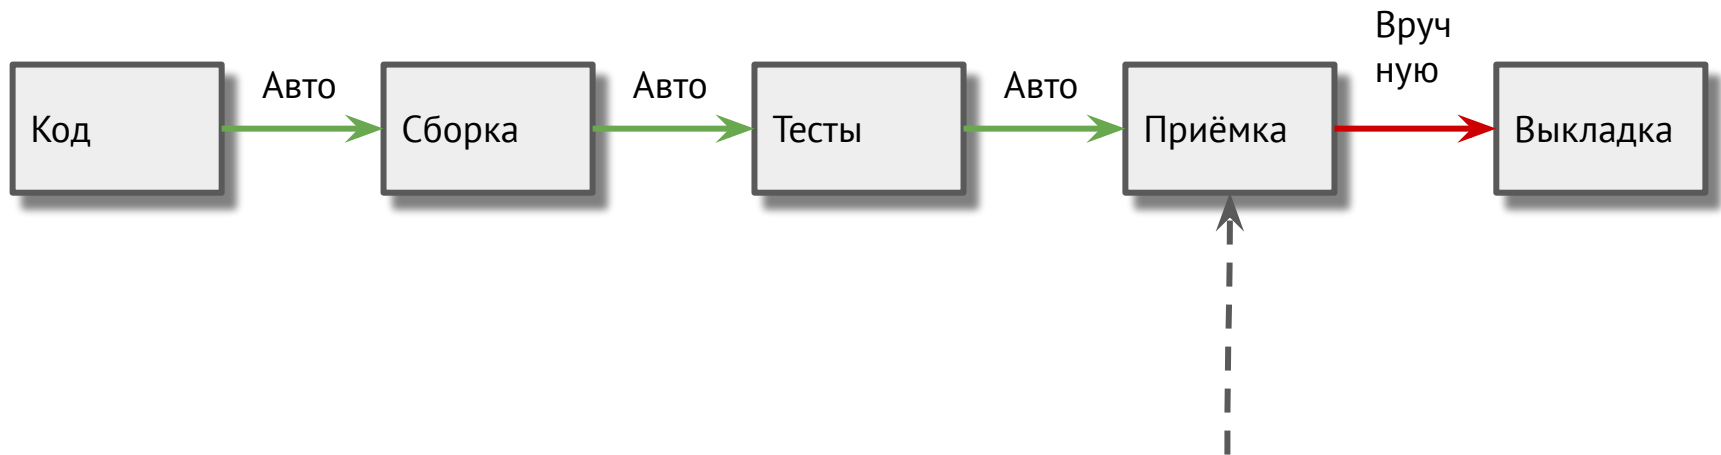 Код
Авто
Сборка
Авто
Тесты
Авто
Приёмка
Вруч
ную
Выкладка